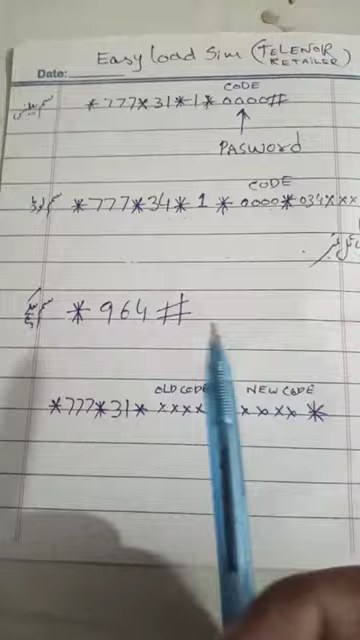 Easy load Sim (TELENOR RETAILER)
Date:
CODE
*777*31*1*0000#
PASWORD
CODE
*777*34*1*0000*034xxx
*964#
OLD CODE NEW CODE
*777*31*xxxx xxxx*